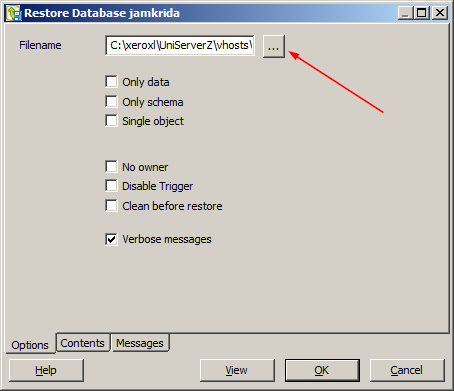 Restore Database jamkrida
Filename C:\xeroxl\UniServerZ\vhosts\ ...
Only data
Only schema
Single object
No owner
Disable Trigger
Clean before restore
Verbose messages
Options Contents Messages
Help View OK Cancel